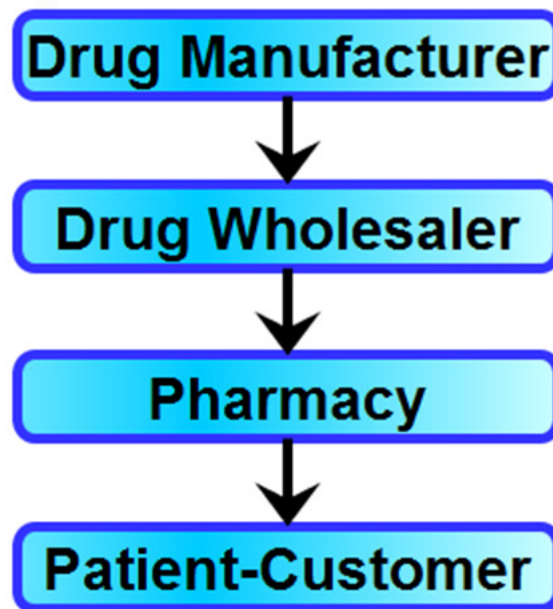 Drug Manufacturer
Drug Wholesaler
Pharmacy
Patient-Customer